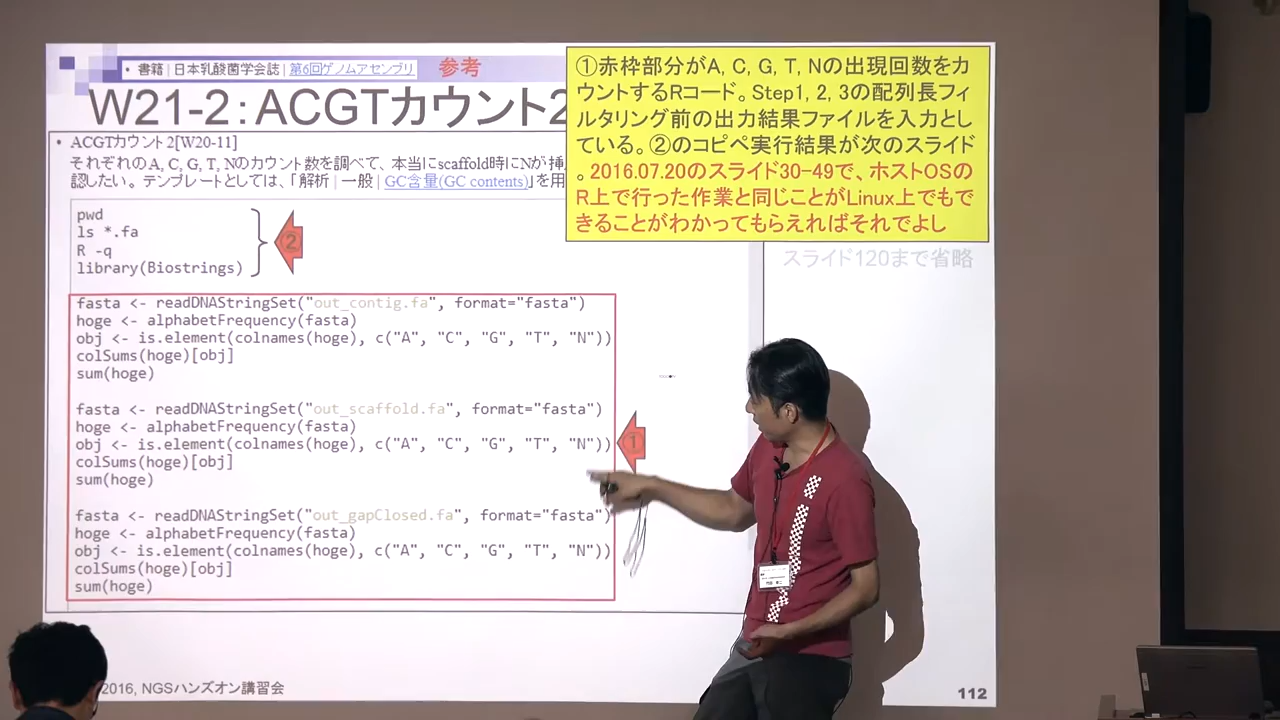 • 書籍 | 日本乳酸菌学会誌 | 第6回ゲノムアセンブリ
参考
W21-2:ACGTカウント2
①赤枠部分がA, C, G, T, Nの出現回数をカ
ウントするRコード。Step1, 2, 3の配列長フィ
ルタリング前の出力結果ファイルを入力とし
ている。②のコピペ実行結果が次のスライド
。2016.07.20のスライド30-49で、ホストOSの
R上で行った作業と同じことがLinux上でもで
きることがわかってもらえればそれでよし
• ACGTカウント2[W20-11]
それぞれのA, C, G, T, Nのカウント数を調べて、本当にscaffold時にNが挿
認したい。テンプレートとしては、「解析 | 一般 | GC含量(GC contents)」を用
スライド120まで省略
pwd
ls *.fa
R -q
library(Biostrings)
②
fasta <- readDNAStringSet("out_contig.fa", format="fasta")
hoge <- alphabetFrequency(fasta)
obj <- is.element(colnames(hoge), c("A", "C", "G", "T", "N"))
colSums(hoge)[obj]
sum(hoge)
fasta <- readDNAStringSet("out_scaffold.fa", format="fasta")
hoge <- alphabetFrequency(fasta)
obj <- is.element(colnames(hoge), c("A", "C", "G", "T", "N"))
colSums(hoge)[obj]
sum(hoge)
①
fasta <- readDNAStringSet("out_gapClosed.fa", format="fasta")
hoge <- alphabetFrequency(fasta)
obj <- is.element(colnames(hoge), c("A", "C", "G", "T", "N"))
colSums(hoge)[obj]
sum(hoge)
2016, NGSハンズオン講習会
112